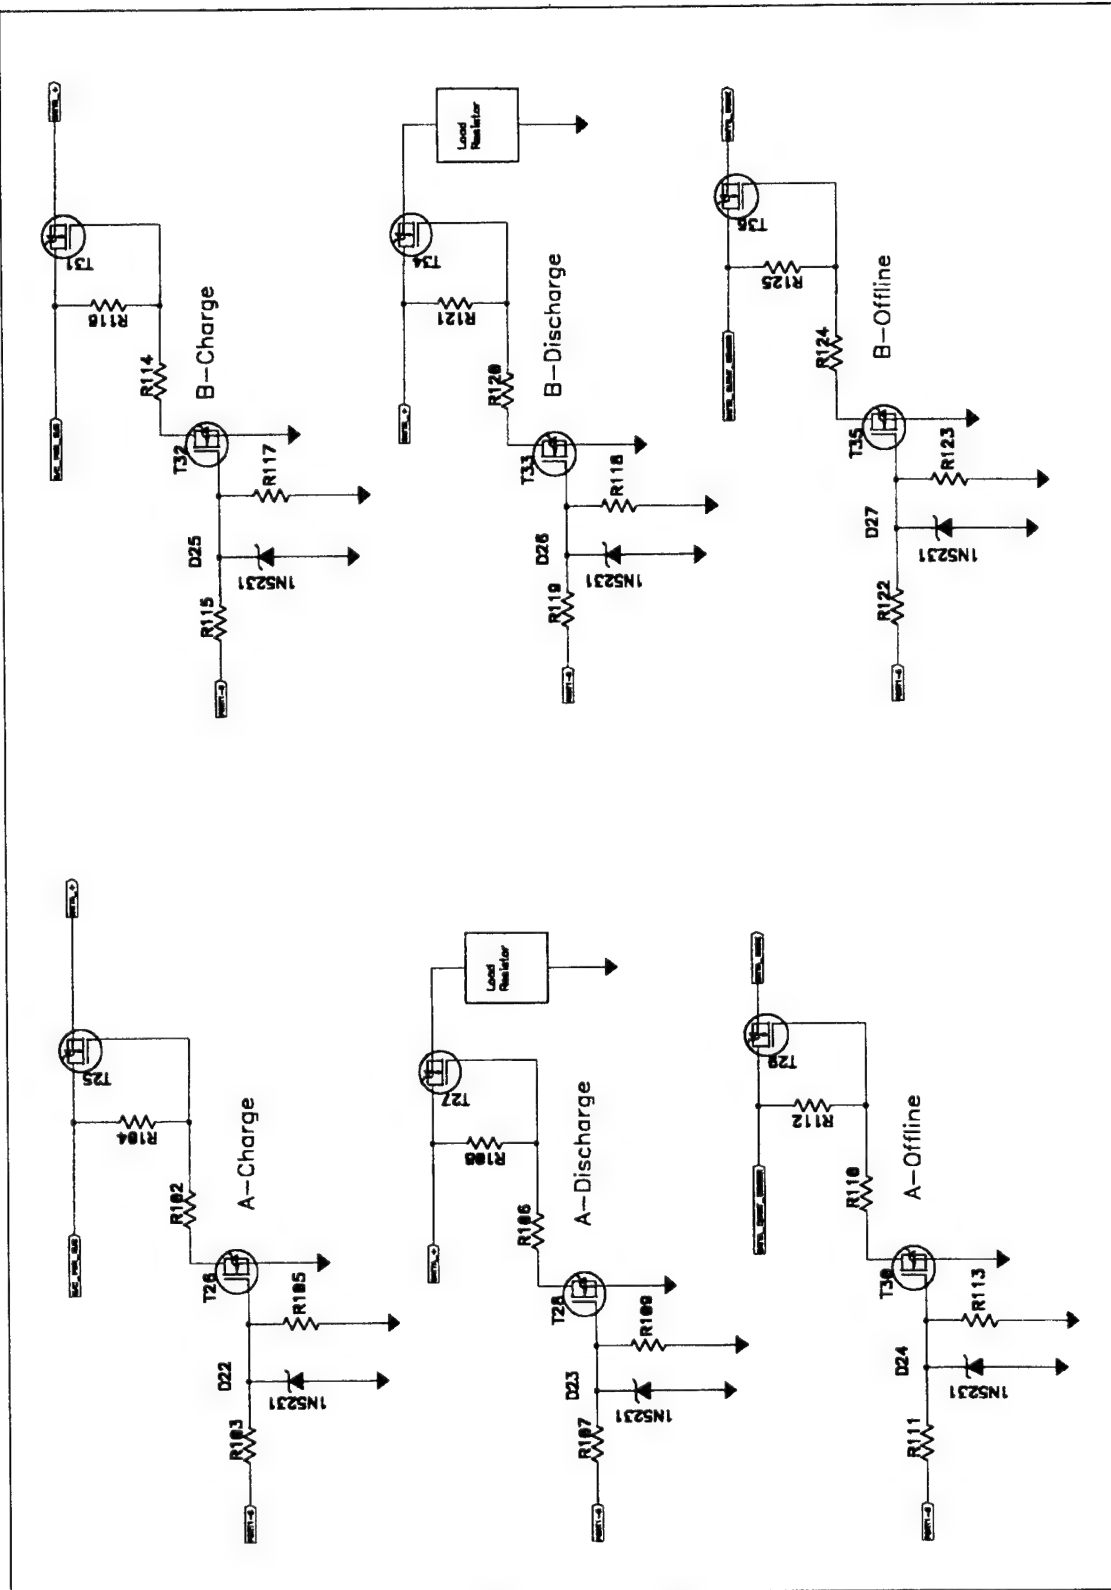 T31
R116
R114
B-Charge
T32
R117
D25
1N5231
R115
Load
Resistor
T34
R121
R120
B-Discharge
T33
R118
D26
1N5231
R119
T36
R125
R124
B-Offline
T35
R123
D27
1N5231
R122
T25
R104
R102
A-Charge
T26
R105
D22
1N5231
R103
Load
Resistor
T27
R106
A-Discharge
T28
R109
D23
1N5231
R107
T29
R112
R110
A-Offline
T30
R113
D24
1N5231
R111